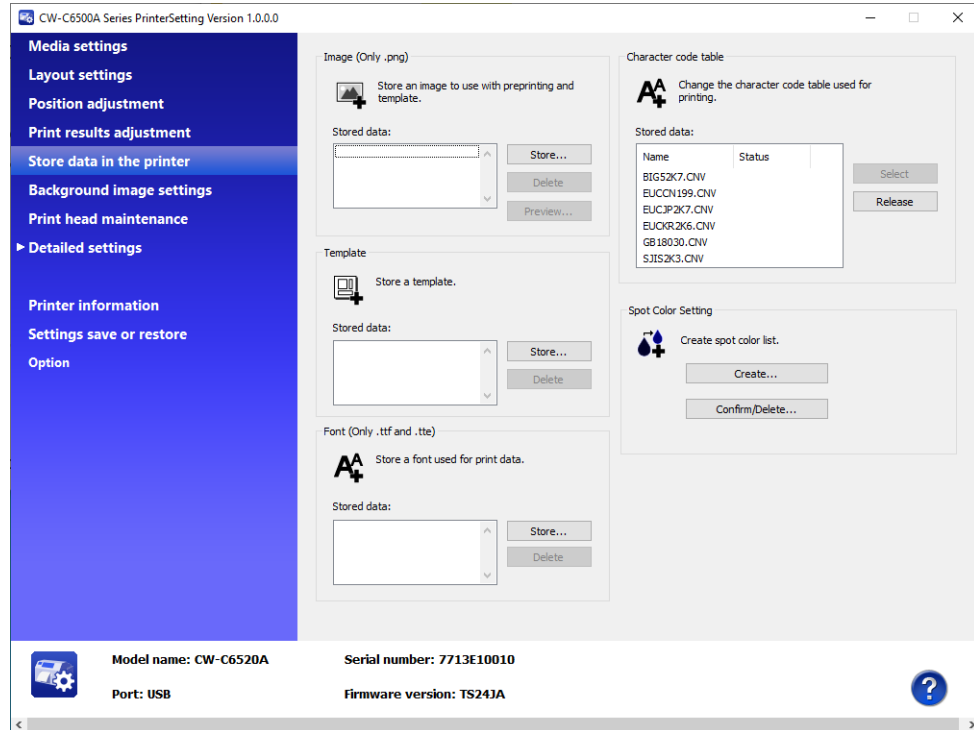 CW-C6500A Series PrinterSetting Version 1.0.0.0
Media settings
Layout settings
Position adjustment
Print results adjustment
Store data in the printer
Background image settings
Print head maintenance
Detailed settings
Printer information
Settings save or restore
Option
Image (Only .png)
Store an image to use with preprinting and
template.
Stored data:
Store...
Delete
Preview...
Template
Store a template.
Stored data:
Store...
Delete
Font (Only .ttf and .tte)
Store a font used for print data.
Stored data:
Store...
Delete
Character code table
Change the character code table used for
printing.
Stored data:
Name Status
BIG52K7.CNV
EUCCN199.CNV
EUCJP2K7.CNV
EUCKR2K6.CNV
GB18030.CNV
SJIS2K3.CNV
Select
Release
Spot Color Setting
Create spot color list.
Create...
Confirm/Delete...
Model name: CW-C6520A
Serial number: 7713E10010
Port: USB
Firmware version: TS24JA
?